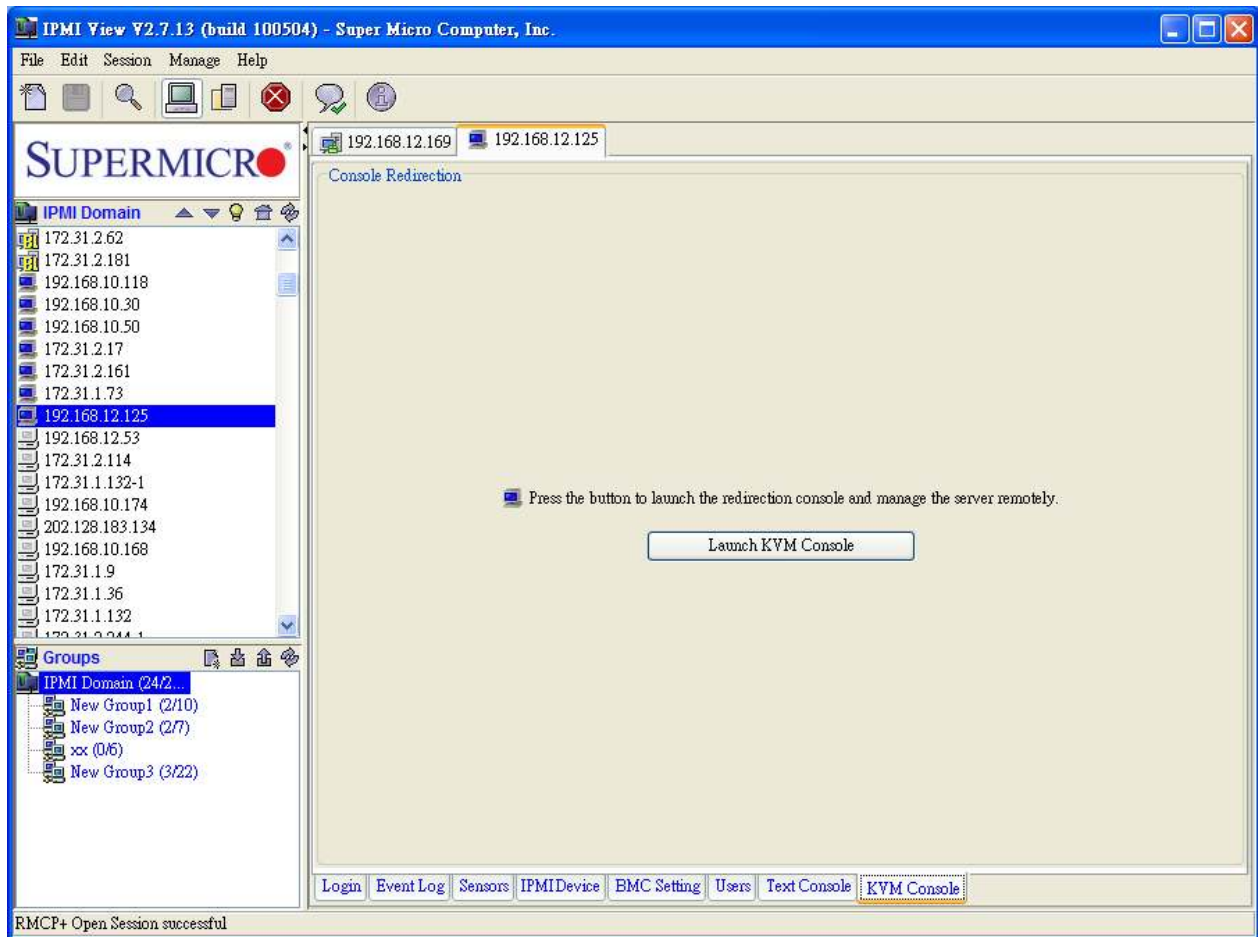 IPMI View V2.7.13 (build 100504) - Super Micro Computer, Inc.
File Edit Session Manage Help
SUPERMICRO
192.168.12.169
192.168.12.125
Console Redirection
IPMI Domain
172.31.2.62
172.31.2.181
192.168.10.118
192.168.10.30
192.168.10.50
172.31.2.17
172.31.2.161
172.31.1.73
192.168.12.125
192.168.12.53
172.31.2.114
172.31.1.132-1
192.168.10.174
202.128.183.134
192.168.10.168
172.31.1.9
172.31.1.36
172.31.1.132
Press the button to launch the redirection console and manage the server remotely.
Launch KVM Console
Groups
IPMI Domain (24/2...
New Group1 (2/10)
New Group2 (2/7)
xx (0/6)
New Group3 (3/22)
Login Event Log Sensors IPMIDevice BMC Setting Users Text Console KVM Console
RMCP+ Open Session successful